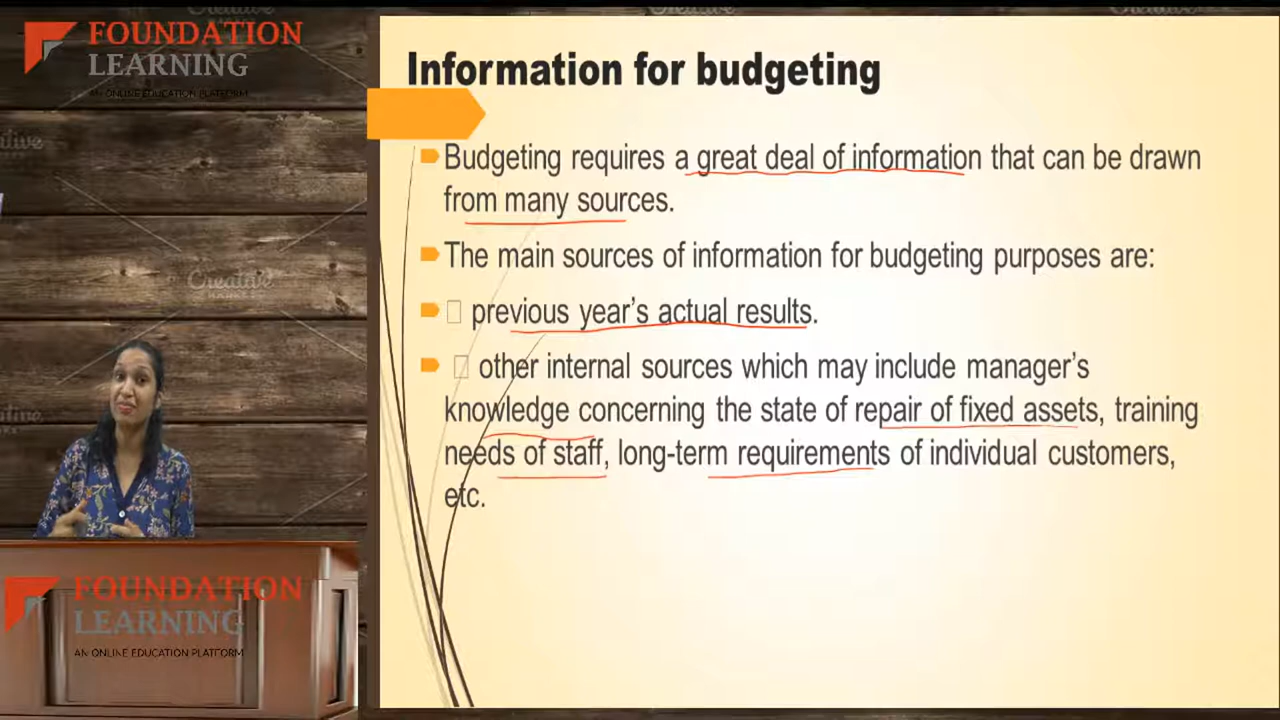 FOUNDATION
LEARNING
AN ONLINE EDUCATION PLATFORM
Creative
MARKET
FOUNDATION
LEARNING
AN ONLINE EDUCATION PLATFORM
Information for budgeting
Budgeting requires a great deal of information that can be drawn
from many sources.
The main sources of information for budgeting purposes are:
previous year’s actual results.
other internal sources which may include manager’s
knowledge concerning the state of repair of fixed assets, training
needs of staff, long-term requirements of individual customers,
etc.